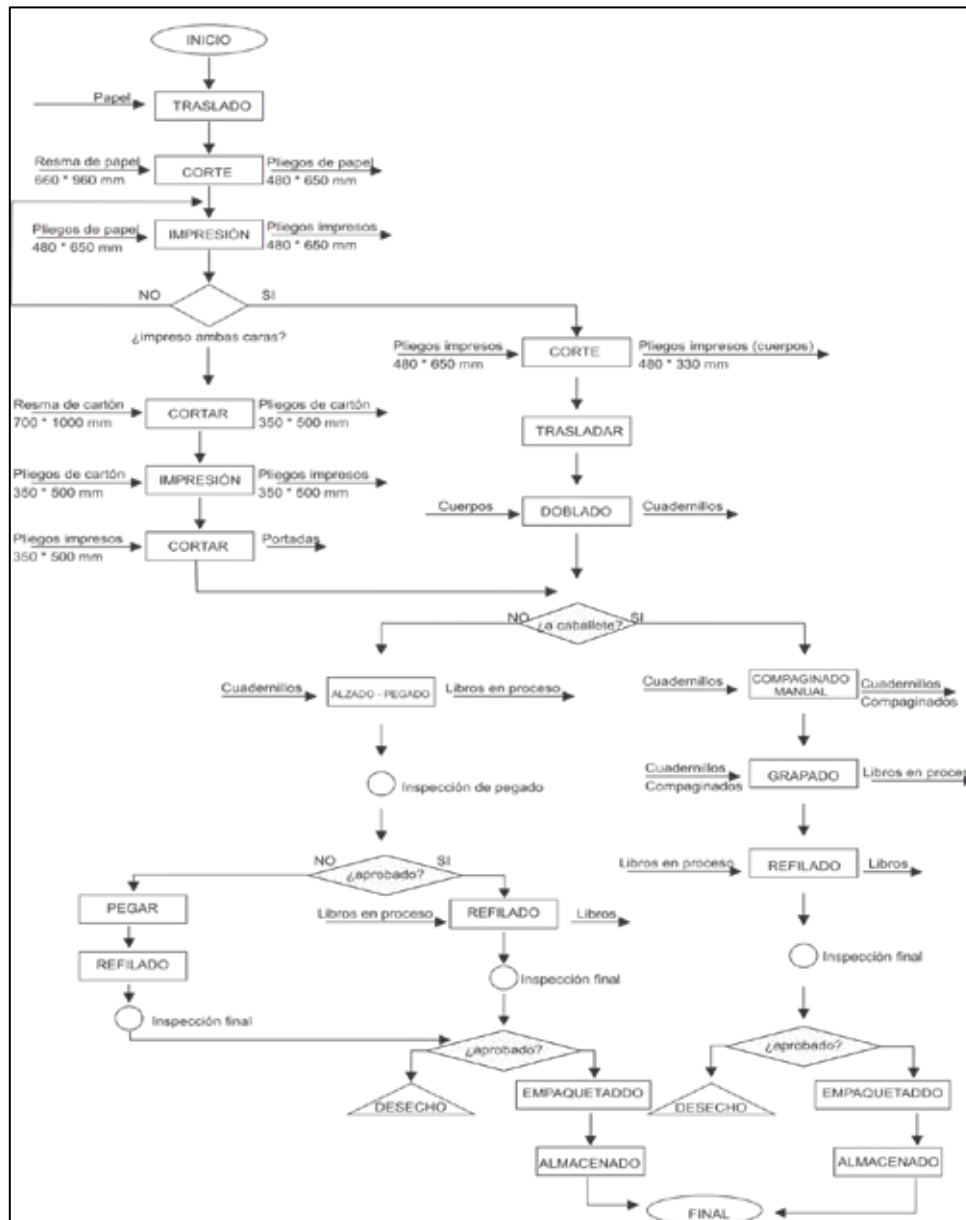 INICIO
Papel
TRASLADO
Resma de papel
660 * 960 mm
CORTE
Pliegos de papel
480 * 650 mm
Pliegos de papel
480 * 650 mm
IMPRESIÓN
Pliegos impresos
480 * 650 mm
NO
SI
¿impreso ambas caras?
Pliegos impresos
480 * 650 mm
CORTE
Pliegos impresos (cuerpos)
480 * 330 mm
Resma de cartón
700 * 1000 mm
CORTAR
Pliegos de cartón
350 * 500 mm
TRASLADAR
Pliegos de cartón
350 * 500 mm
IMPRESIÓN
Pliegos impresos
350 * 500 mm
Cuerpos
DOBLADO
Cuadernillos
Pliegos impresos
350 * 500 mm
CORTAR
Portadas
NO
¿a caballete?
SI
Cuadernillos
ALZADO - PEGADO
Libros en proceso
Cuadernillos
COMPAGINADO
MANUAL
Cuadernillos
Compaginados
Inspección de pegado
Cuadernillos
Compaginados
GRAPADO
Libros en proces
NO
¿aprobado?
SI
Libros en proceso
REFILADO
Libros
PEGAR
Libros en proceso
REFILADO
Libros
REFILADO
Inspección final
Inspección final
Inspección final
¿aprobado?
¿aprobado?
DESECHO
EMPAQUETADDO
DESECHO
EMPAQUETADDO
ALMACENADO
ALMACENADO
FINAL